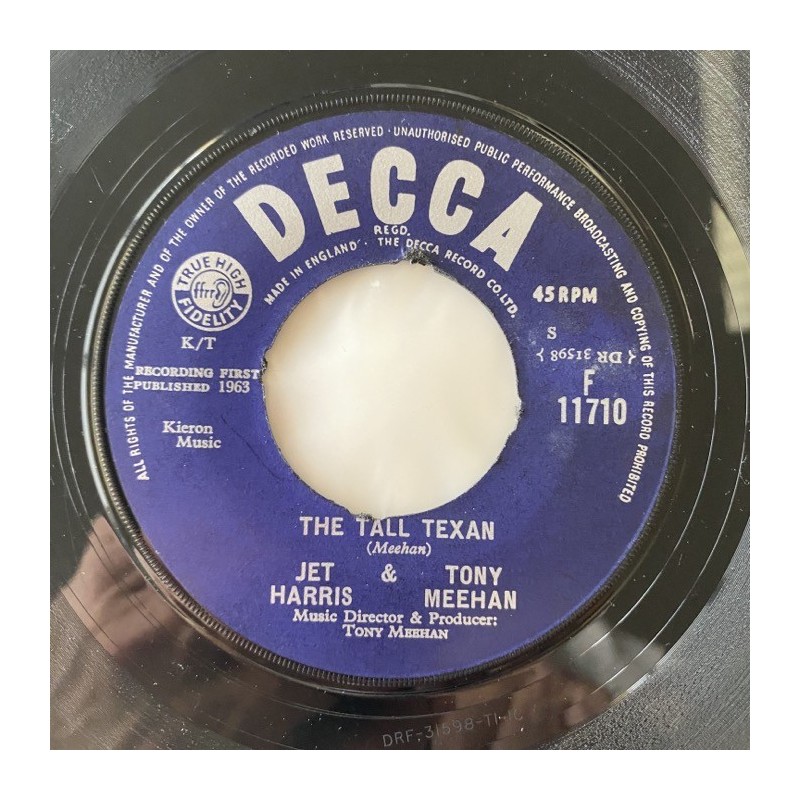 ALL RIGHTS OF THE MANUFACTURER AND OF THE OWNER OF THE RECORDED WORK RESERVED · UNAUTHORISED PUBLIC PERFORMANCE BROADCASTING AND COPYING OF THIS RECORD PROHIBITED
DECCA
REGD.
MADE IN ENGLAND · THE DECCA RECORD CO. LTD.
TRUE HIGH
ffrr
FIDELITY
45 RPM
S
K/T
(DR 31598)
RECORDING FIRST
PUBLISHED 1963
F
11710
Kieron
Music
THE TALL TEXAN
(Meehan)
JET & TONY
HARRIS MEEHAN
Music Director & Producer:
TONY MEEHAN
DRF-31598-T1-1C